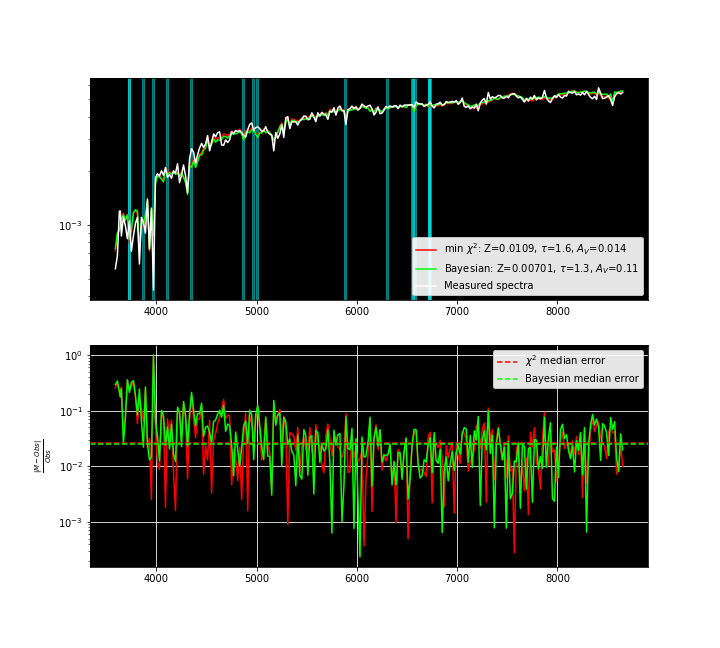 10⁻³
min χ²: Z=0.0109, τ=1.6, A_V=0.014
Bayesian: Z=0.00701, τ=1.3, A_V=0.11
Measured spectra
4000 5000 6000 7000 8000
10⁰
10⁻¹
10⁻²
10⁻³
|M − Obs|
Obs
χ² median error
Bayesian median error
4000 5000 6000 7000 8000